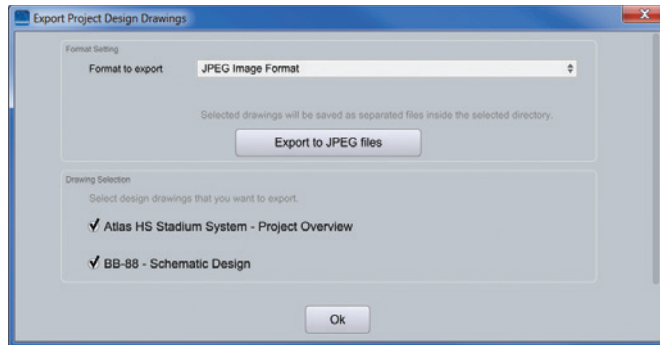 Export Project Design Drawings
X
Format Setting
Format to export JPEG Image Format
Selected drawings will be saved as separated files inside the selected directory.
Export to JPEG files
Drawing Selection
Select design drawings that you want to export.
Atlas HS Stadium System - Project Overview
BB-88 - Schematic Design
Ok